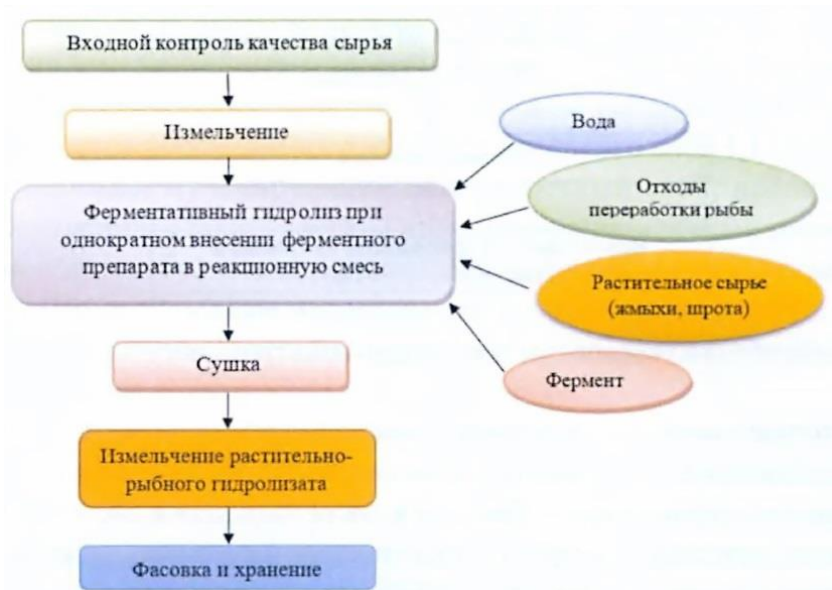 Входной контроль качества сырья
Измельчение
Ферментативный гидролиз при
однократном внесении ферментного
препарата в реакционную смесь
Вода
Отходы
переработки рыбы
Растительное сырье
(жмыхи, шрота)
Фермент
Сушка
Измельчение растительно-
рыбного гидролизата
Фасовка и хранение